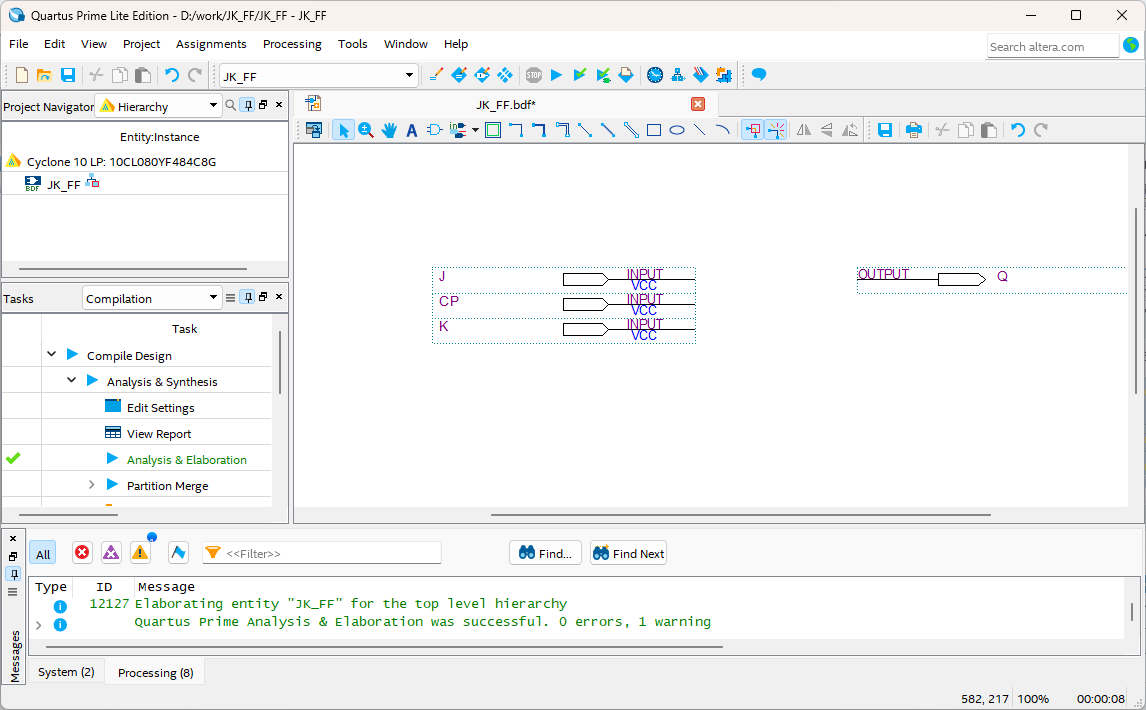 Quartus Prime Lite Edition - D:/work/JK_FF/JK_FF - JK_FF
File Edit View Project Assignments Processing Tools Window Help
Search altera.com
STOP
JK_FF
Project Navigator Hierarchy
Entity:Instance
Cyclone 10 LP: 10CL080YF484C8G
BDF JK_FF
Tasks Compilation
Task
Compile Design
Analysis & Synthesis
Edit Settings
View Report
Analysis & Elaboration
Partition Merge
JK_FF.bdf*
A
J INPUT
VCC
CP INPUT
VCC
K INPUT
VCC
OUTPUT Q
All
<<Filter>>
Find...
Find Next
Type ID Message
12127 Elaborating entity "JK_FF" for the top level hierarchy
Quartus Prime Analysis & Elaboration was successful. 0 errors, 1 warning
Messages
System (2) Processing (8)
582, 217 100% 00:00:08